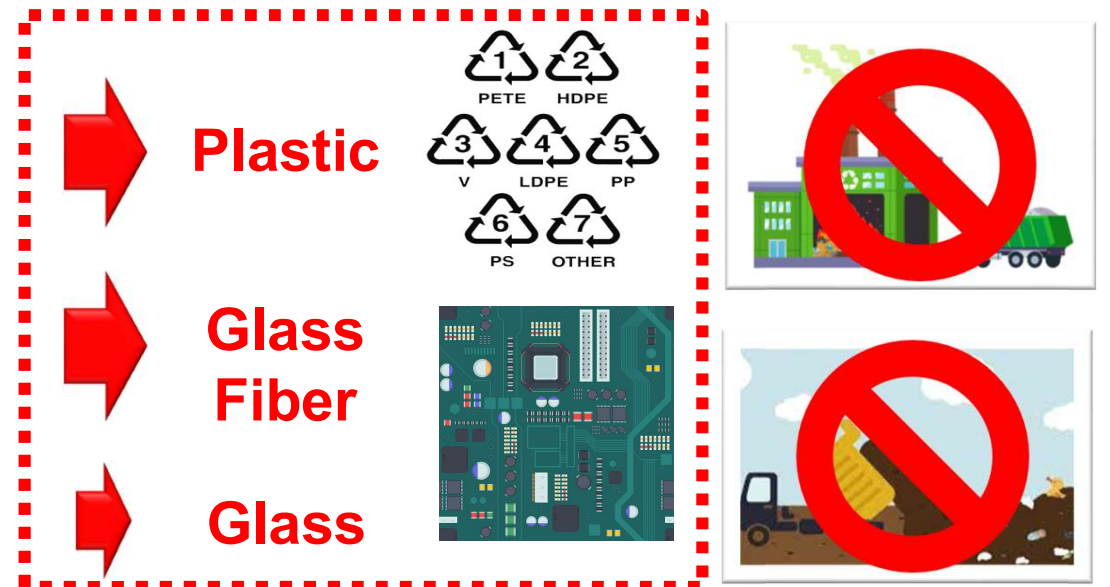 Plastic
1 2
PETE HDPE
3 4 5
V LDPE PP
6 7
PS OTHER
Glass
Fiber
Glass